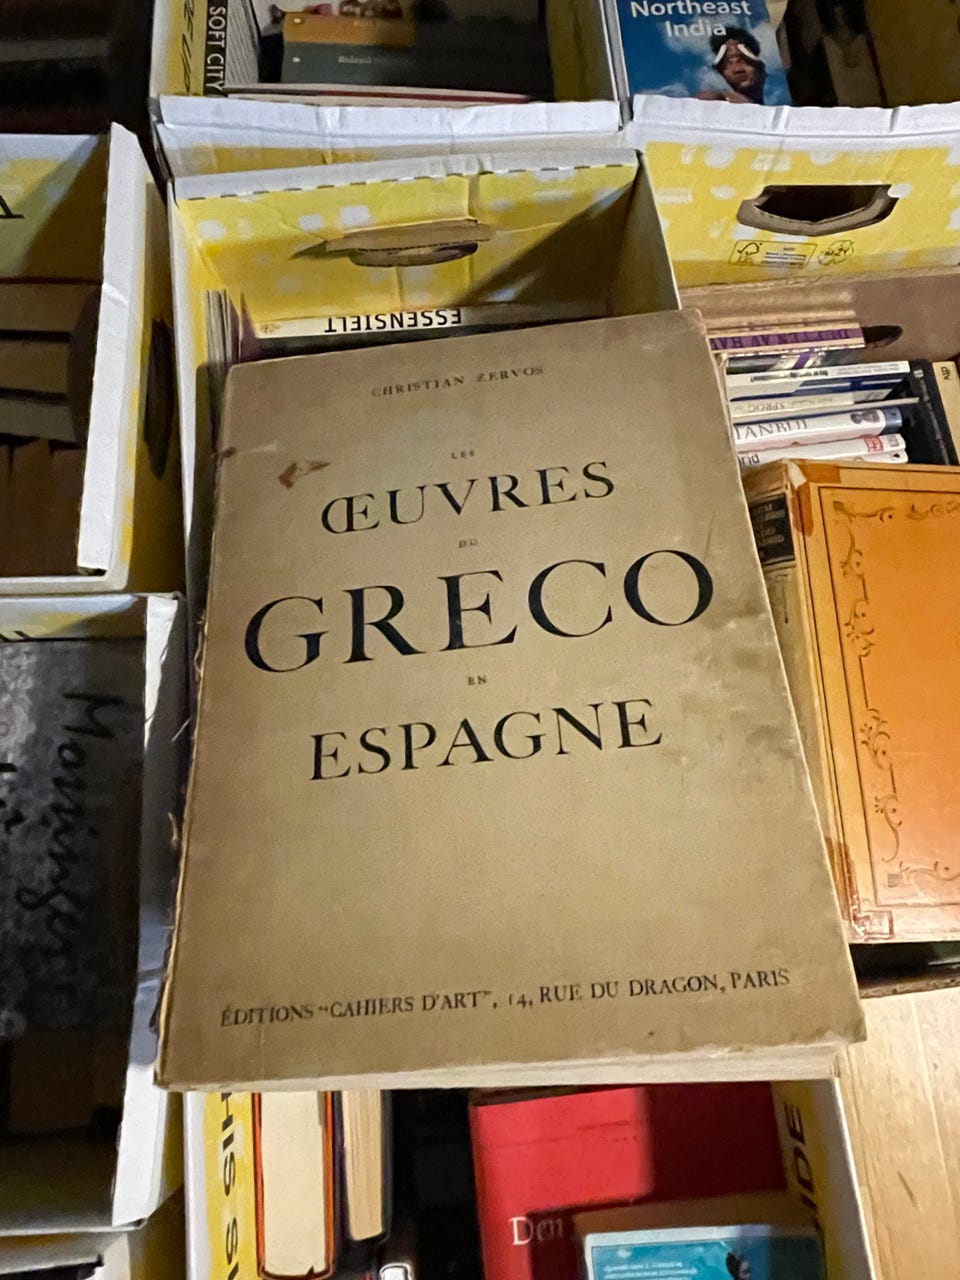 SOFT CITY
Northeast
India
ESSENSIELT
CHRISTIAN ZERVOS
LES
ŒUVRES
DU
GRECO
EN
ESPAGNE
ÉDITIONS "CAHIERS D'ART", 14, RUE DU DRAGON, PARIS